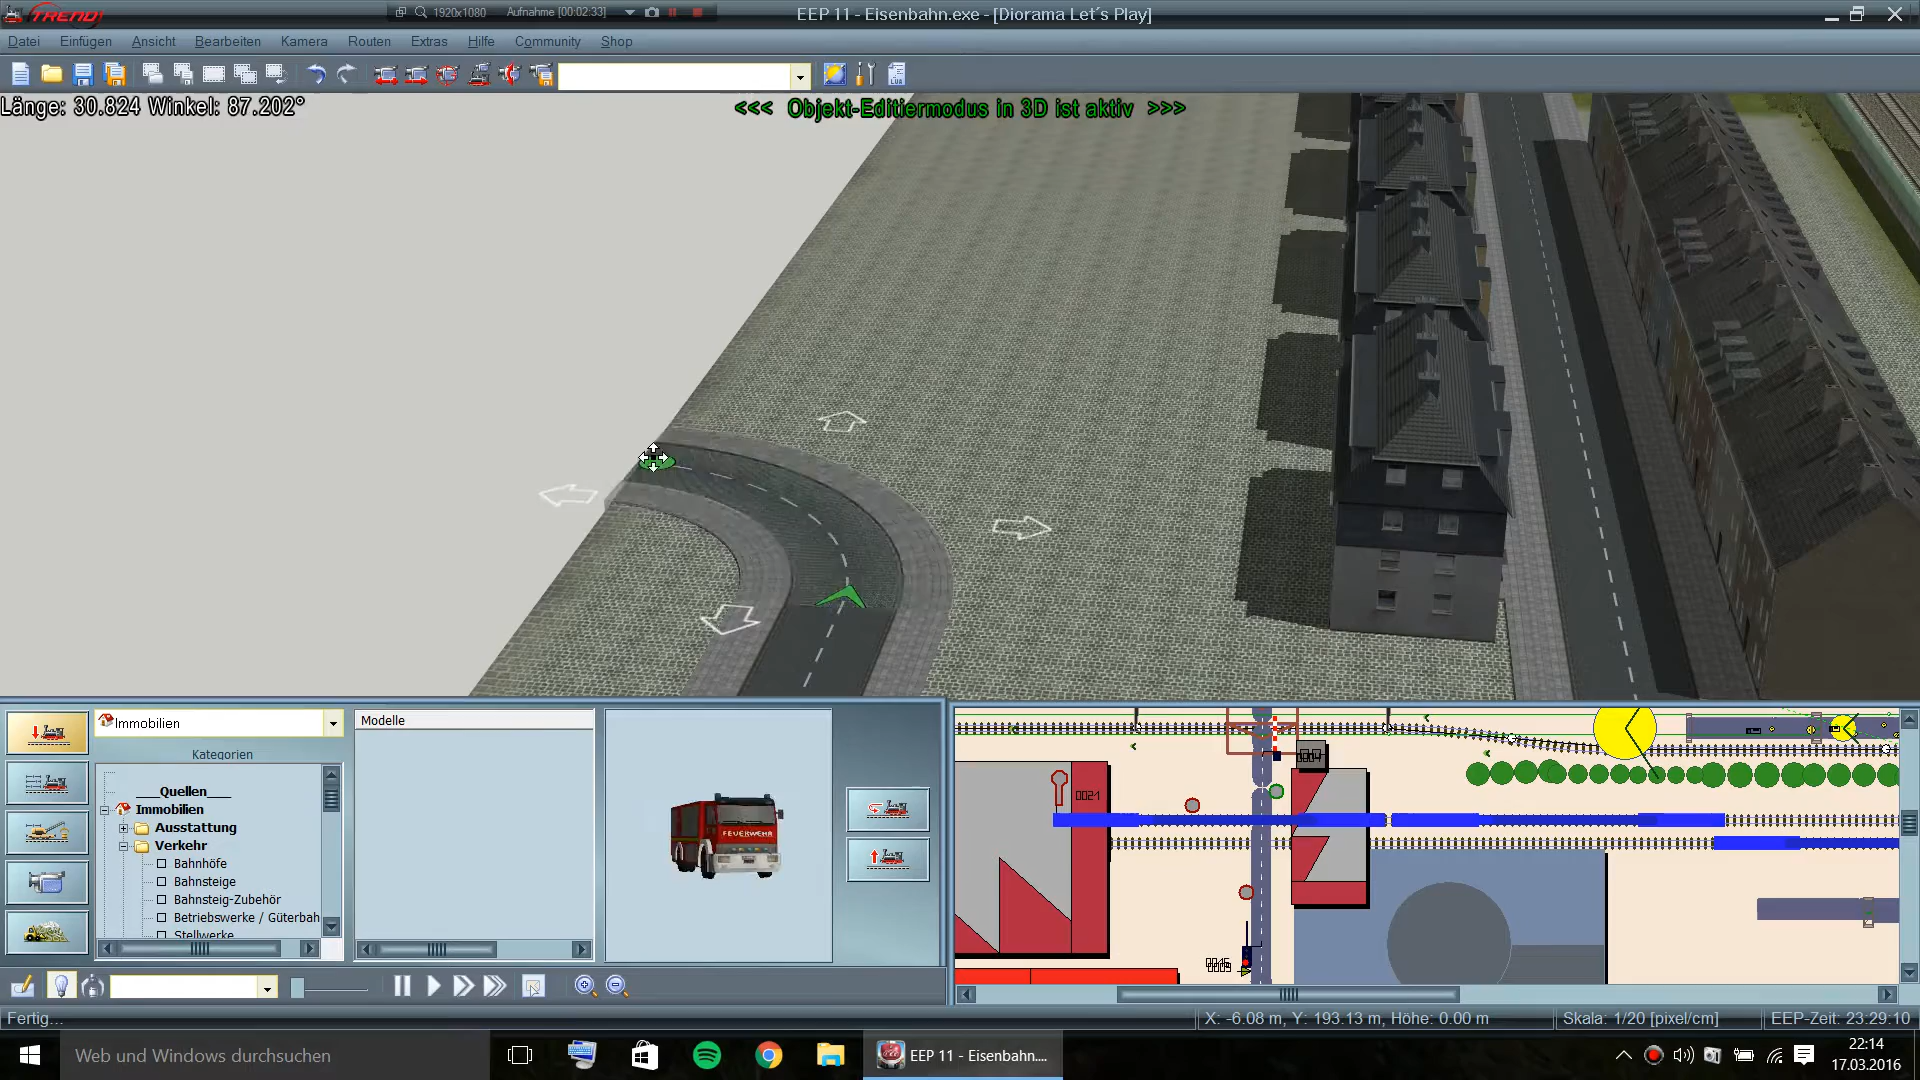 TREND
1920x1080 Aufnahme [00:02:33]
EEP 11 - Eisenbahn.exe - [Diorama Let´s Play]
Datei Einfügen Ansicht Bearbeiten Kamera Routen Extras Hilfe Community Shop
Länge: 30.824 Winkel: 87.202°
<<< Objekt-Editiermodus in 3D ist aktiv >>>
Immobilien
Kategorien
___Quellen___
Immobilien
Ausstattung
Verkehr
Bahnhöfe
Bahnsteige
Bahnsteig-Zubehör
Betriebswerke / Güterbah
Stellwerke
Modelle
FEUERWEHR
0021
Fertig...
X: -6.08 m, Y: 193.13 m, Höhe: 0.00 m
Skala: 1/20 [pixel/cm]
EEP-Zeit: 23:29:10
Web und Windows durchsuchen
EEP 11 - Eisenbahn....
22:14
17.03.2016